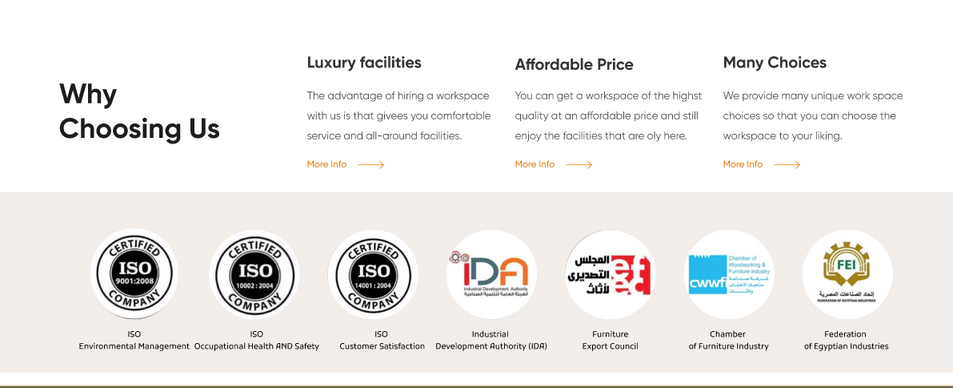 Why
Choosing Us
Luxury facilities
The advantage of hiring a workspace
with us is that givees you comfortable
service and all-around facilities.
More Info
Affordable Price
You can get a workspace of the highst
quality at an affordable price and still
enjoy the facilities that are oly here.
More Info
Many Choices
We provide many unique work space
choices so that you can choose the
workspace to your liking.
More Info
CERTIFIED
ISO
9001:2008
COMPANY
ISO
Environmental Management
CERTIFIED
ISO
10002 : 2004
COMPANY
ISO
Occupational Health AND Safety
CERTIFIED
ISO
14001 : 2004
COMPANY
ISO
Customer Satisfaction
IDA
Industrial Development Authority
الهيئة العامة للتنمية الصناعية
Industrial
Development Authority (IDA)
المجلس
التصديرى
للأثاث
Furniture
Export Council
Chamber of
Woodworking &
Furniture industry
cwwfi
Chamber
of Furniture Industry
FEI
إتحاد الصناعات المصرية
FEDERATION OF EGYPTIAN INDUSTRIES
Federation
of Egyptian Industries